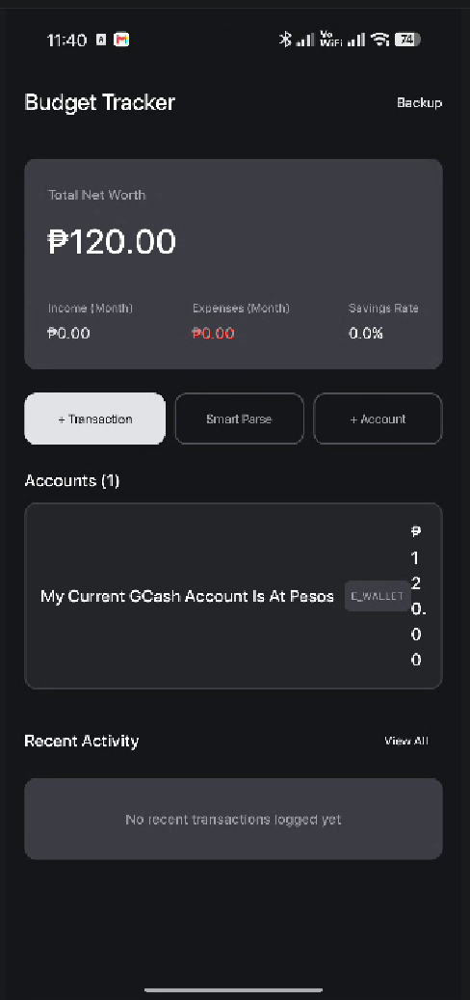 11:40 A M Vo WiFi 74
Budget Tracker Backup
Total Net Worth
₱120.00
Income (Month) Expenses (Month) Savings Rate
₱0.00 ₱0.00 0.0%
+ Transaction Smart Parse + Account
Accounts (1)
My Current GCash Account Is At Pesos E_WALLET
₱
1
2
0.
0
0
Recent Activity View All
No recent transactions logged yet